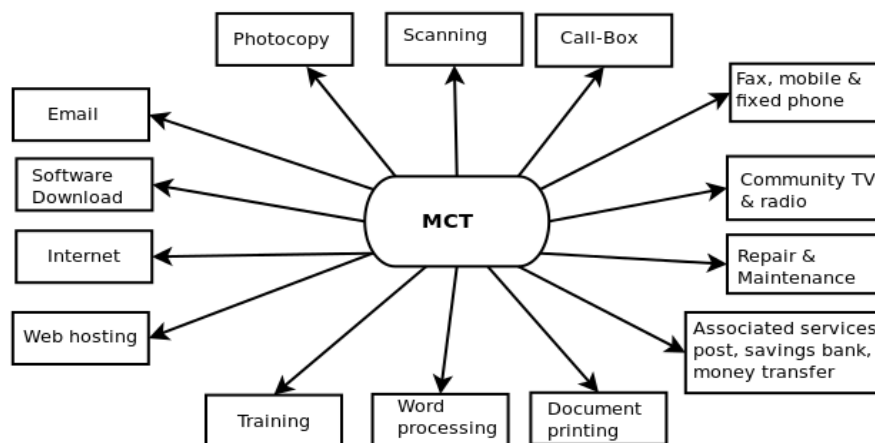 Photocopy
Scanning
Call-Box
Fax, mobile &
fixed phone
Email
Software
Download
Community TV
& radio
MCT
Internet
Repair &
Maintenance
Web hosting
Associated services
post, savings bank,
money transfer
Training
Word
processing
Document
printing